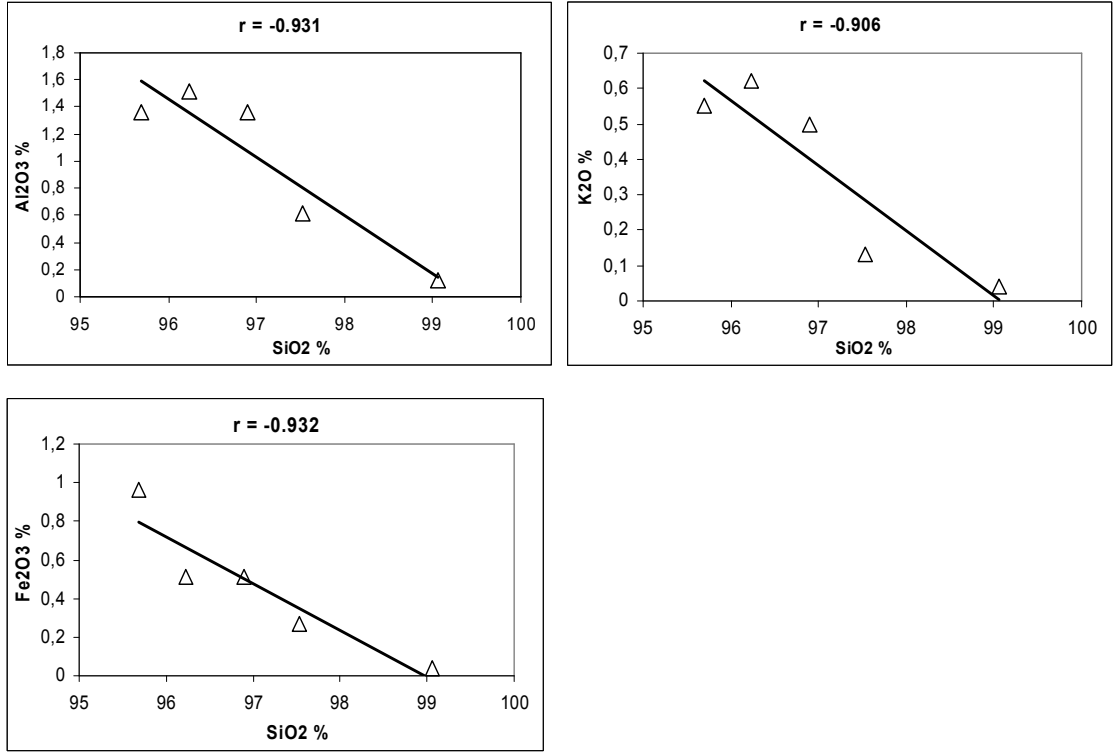 r = -0.931
1,8
1,6
1,4
1,2
1
0,8
0,6
0,4
0,2
0
Al2O3 %
95 96 97 98 99 100
SiO2 %
r = -0.906
0,7
0,6
0,5
0,4
0,3
0,2
0,1
0
K2O %
95 96 97 98 99 100
SiO2 %
r = -0.932
1,2
1
0,8
0,6
0,4
0,2
0
Fe2O3 %
95 96 97 98 99 100
SiO2 %